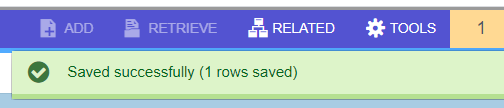 ADD RETRIEVE RELATED TOOLS 1
Saved successfully (1 rows saved)